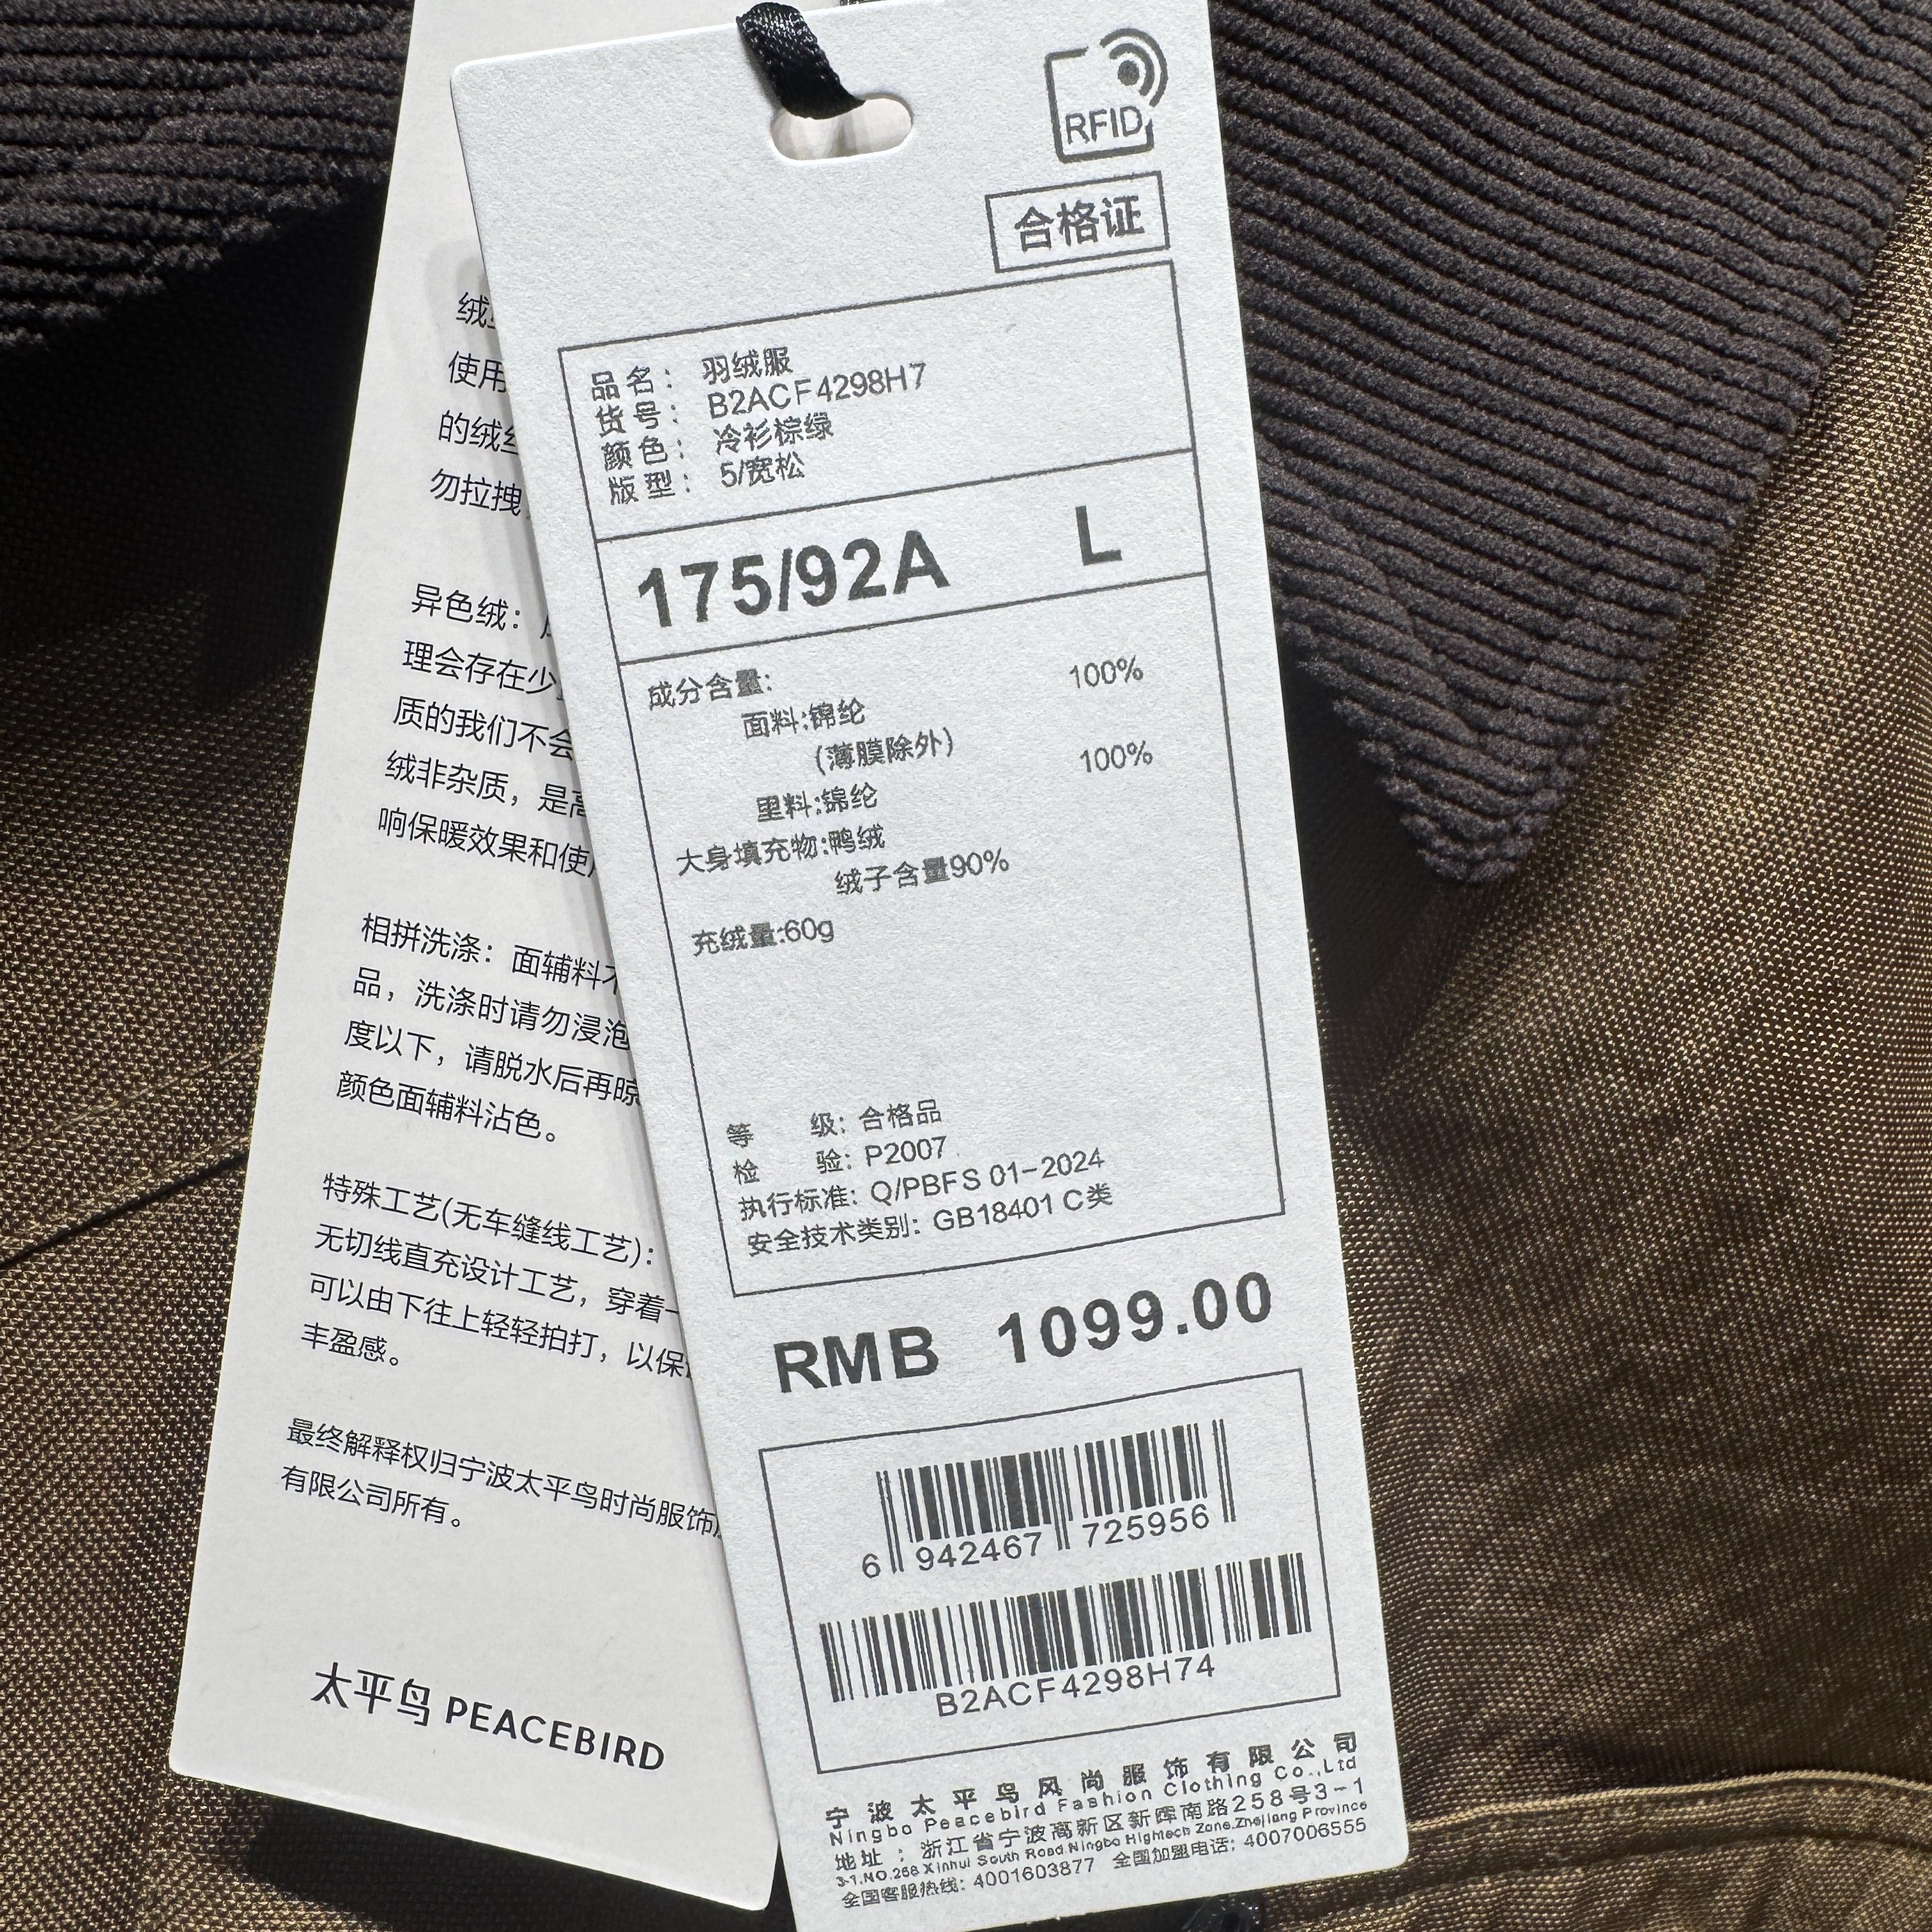 RFID
合格证
品名： 羽绒服
货号： B2ACF4298H7
颜色： 冷衫棕绿
版型： 5/宽松
175/92A L
成分含量:
面料:锦纶 100%
(薄膜除外)
里料:锦纶 100%
大身填充物:鸭绒
绒子含量90%
充绒量:60g
等 级: 合格品
检 验: P2007
执行标准: Q/PBFS 01-2024
安全技术类别: GB18401 C类
RMB 1099.00
6 942467 725956
B2ACF4298H74
宁波太平鸟风尚服饰有限公司
Ningbo Peacebird Fashion Clothing Co.,Ltd
地址：浙江省宁波高新区新晖南路258号3-1
3-1.NO.258 Xinhui South Road Ningbo Hightech Zone.Zhejiang Province
全国客服热线: 4001603877 全国加盟电话: 4007006555
使用
的绒
勿拉拽
异色绒：
理会存在少
质的我们不会
绒非杂质，是高
响保暖效果和使
相拼洗涤：面辅料不
品，洗涤时请勿浸泡
度以下，请脱水后再晾
颜色面辅料沾色。
特殊工艺(无车缝线工艺)：
无切线直充设计工艺，穿着一
可以由下往上轻轻拍打，以保
丰盈感。
最终解释权归宁波太平鸟时尚服饰
有限公司所有。
太平鸟 PEACEBIRD